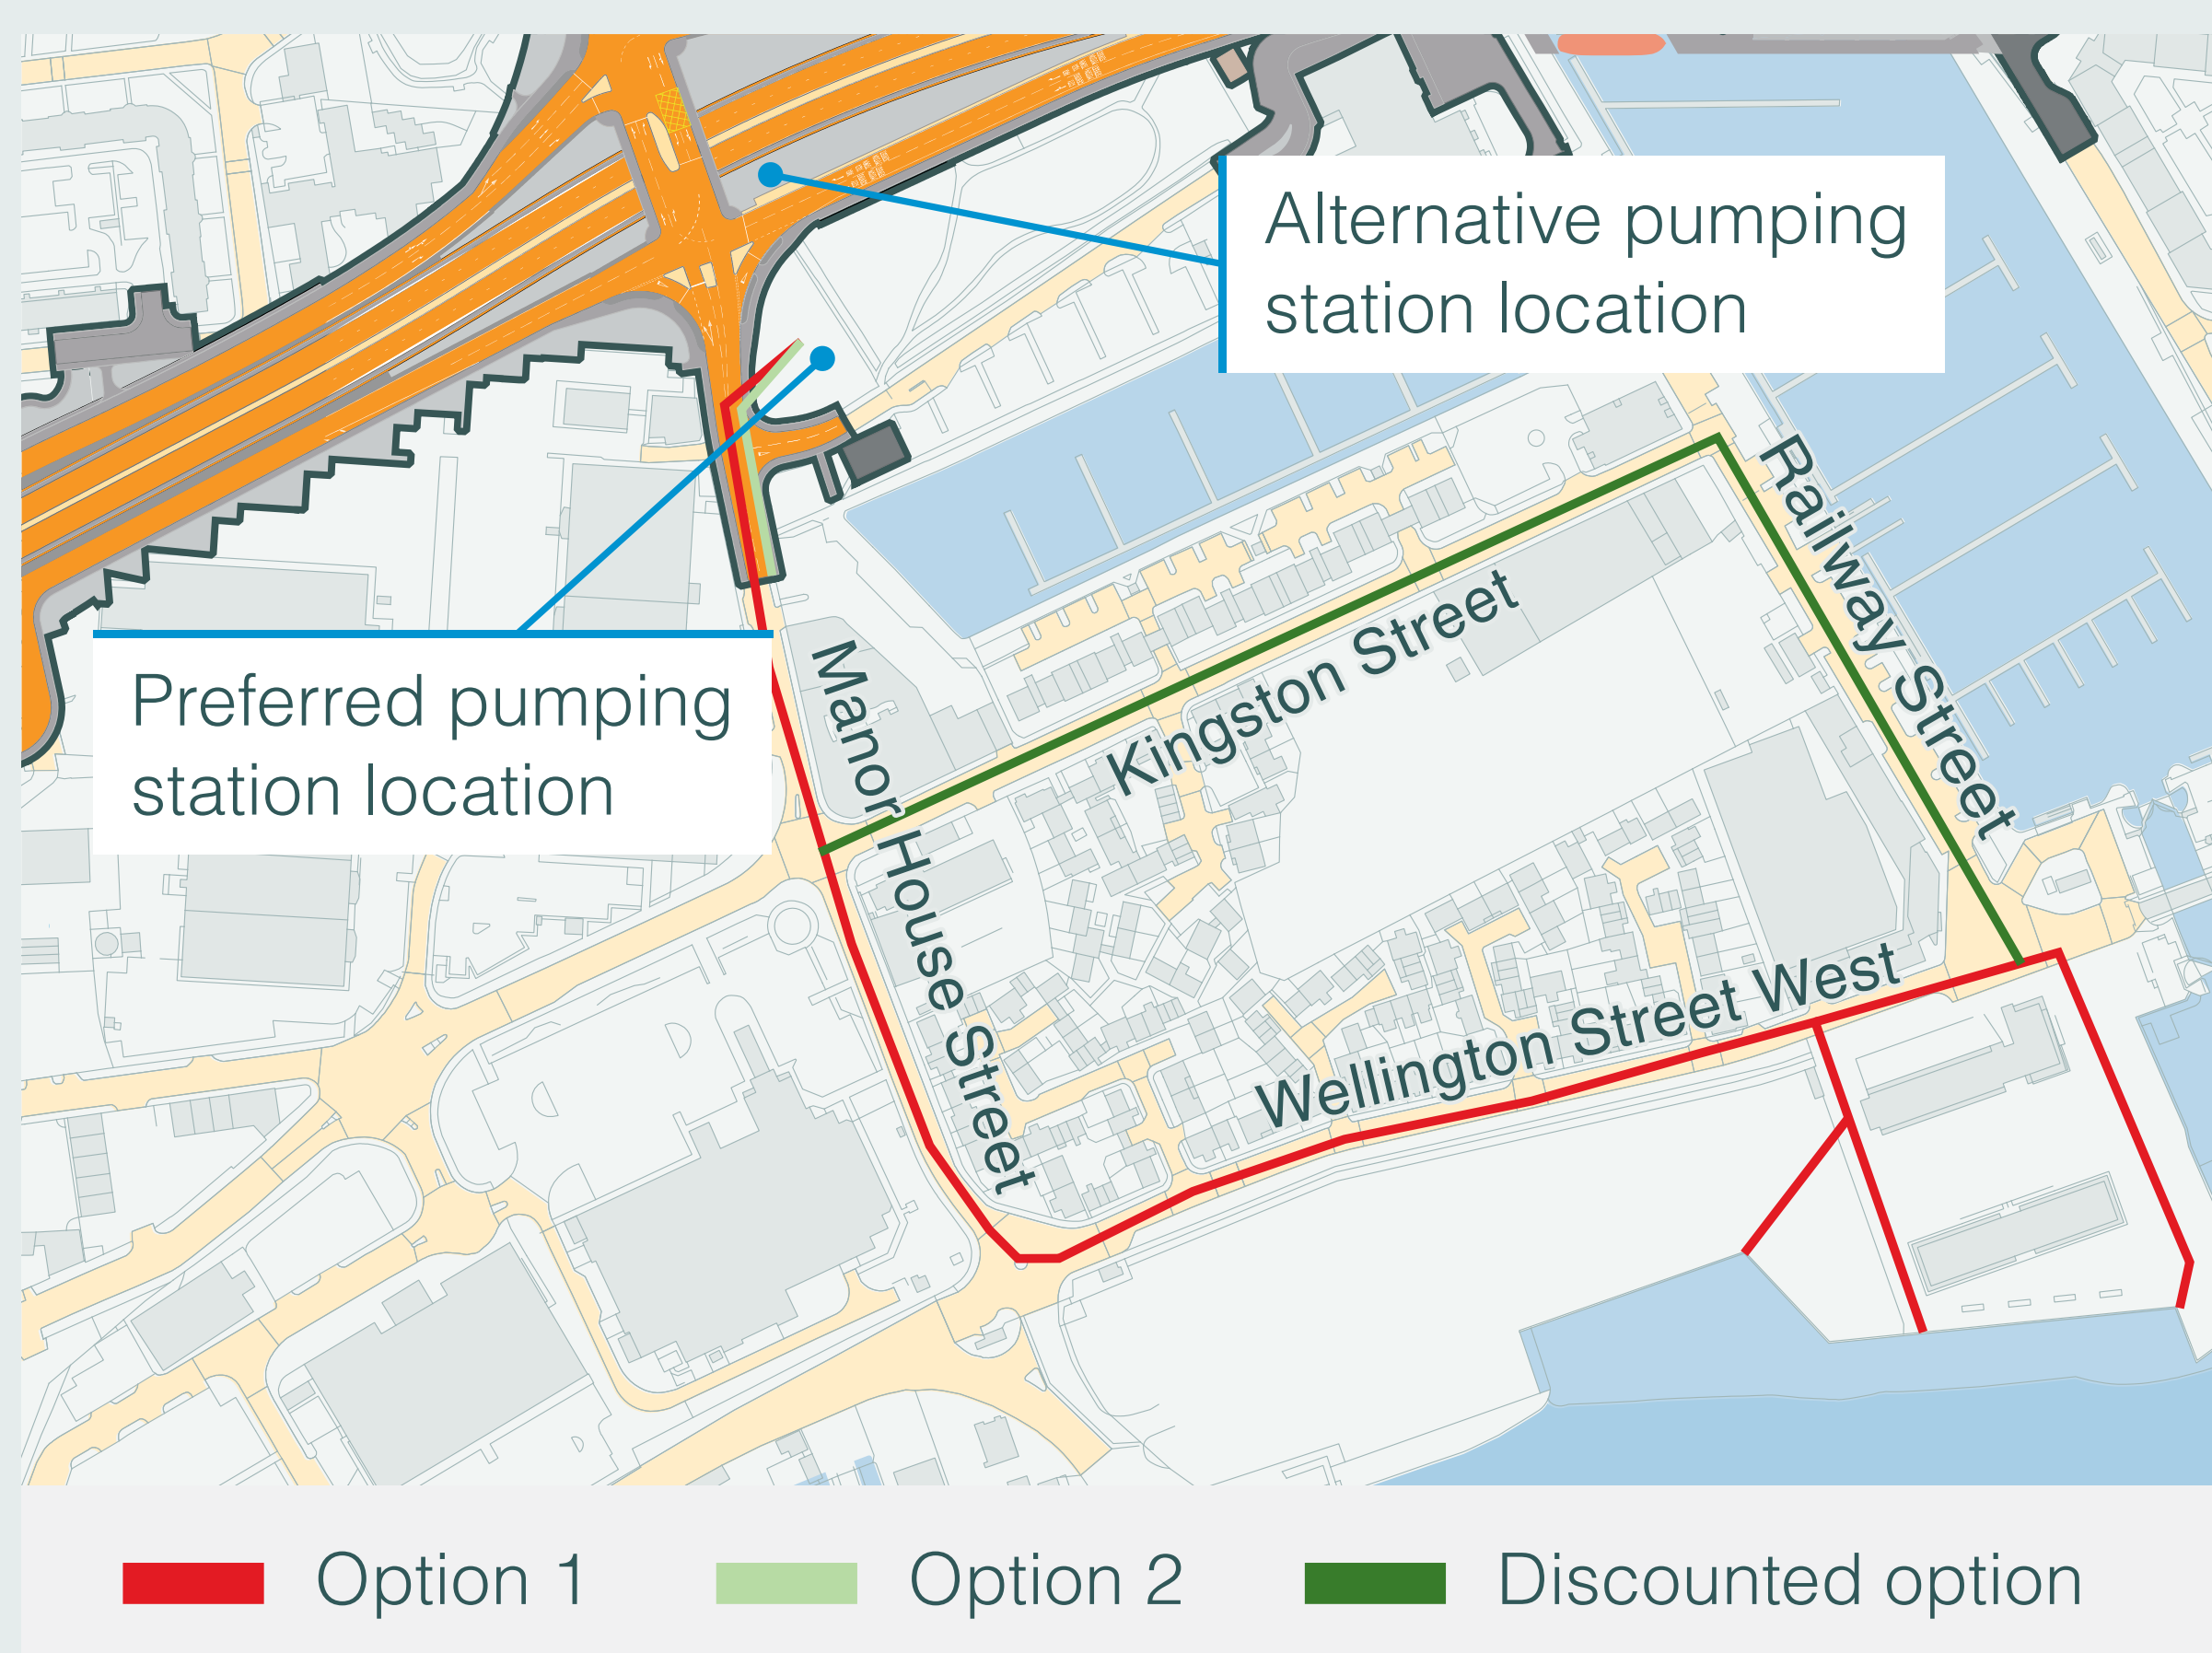 Alternative pumping
station location
Preferred pumping
station location
Railway Street
Kingston Street
Manor House Street
Wellington Street West
Option 1
Option 2
Discounted option